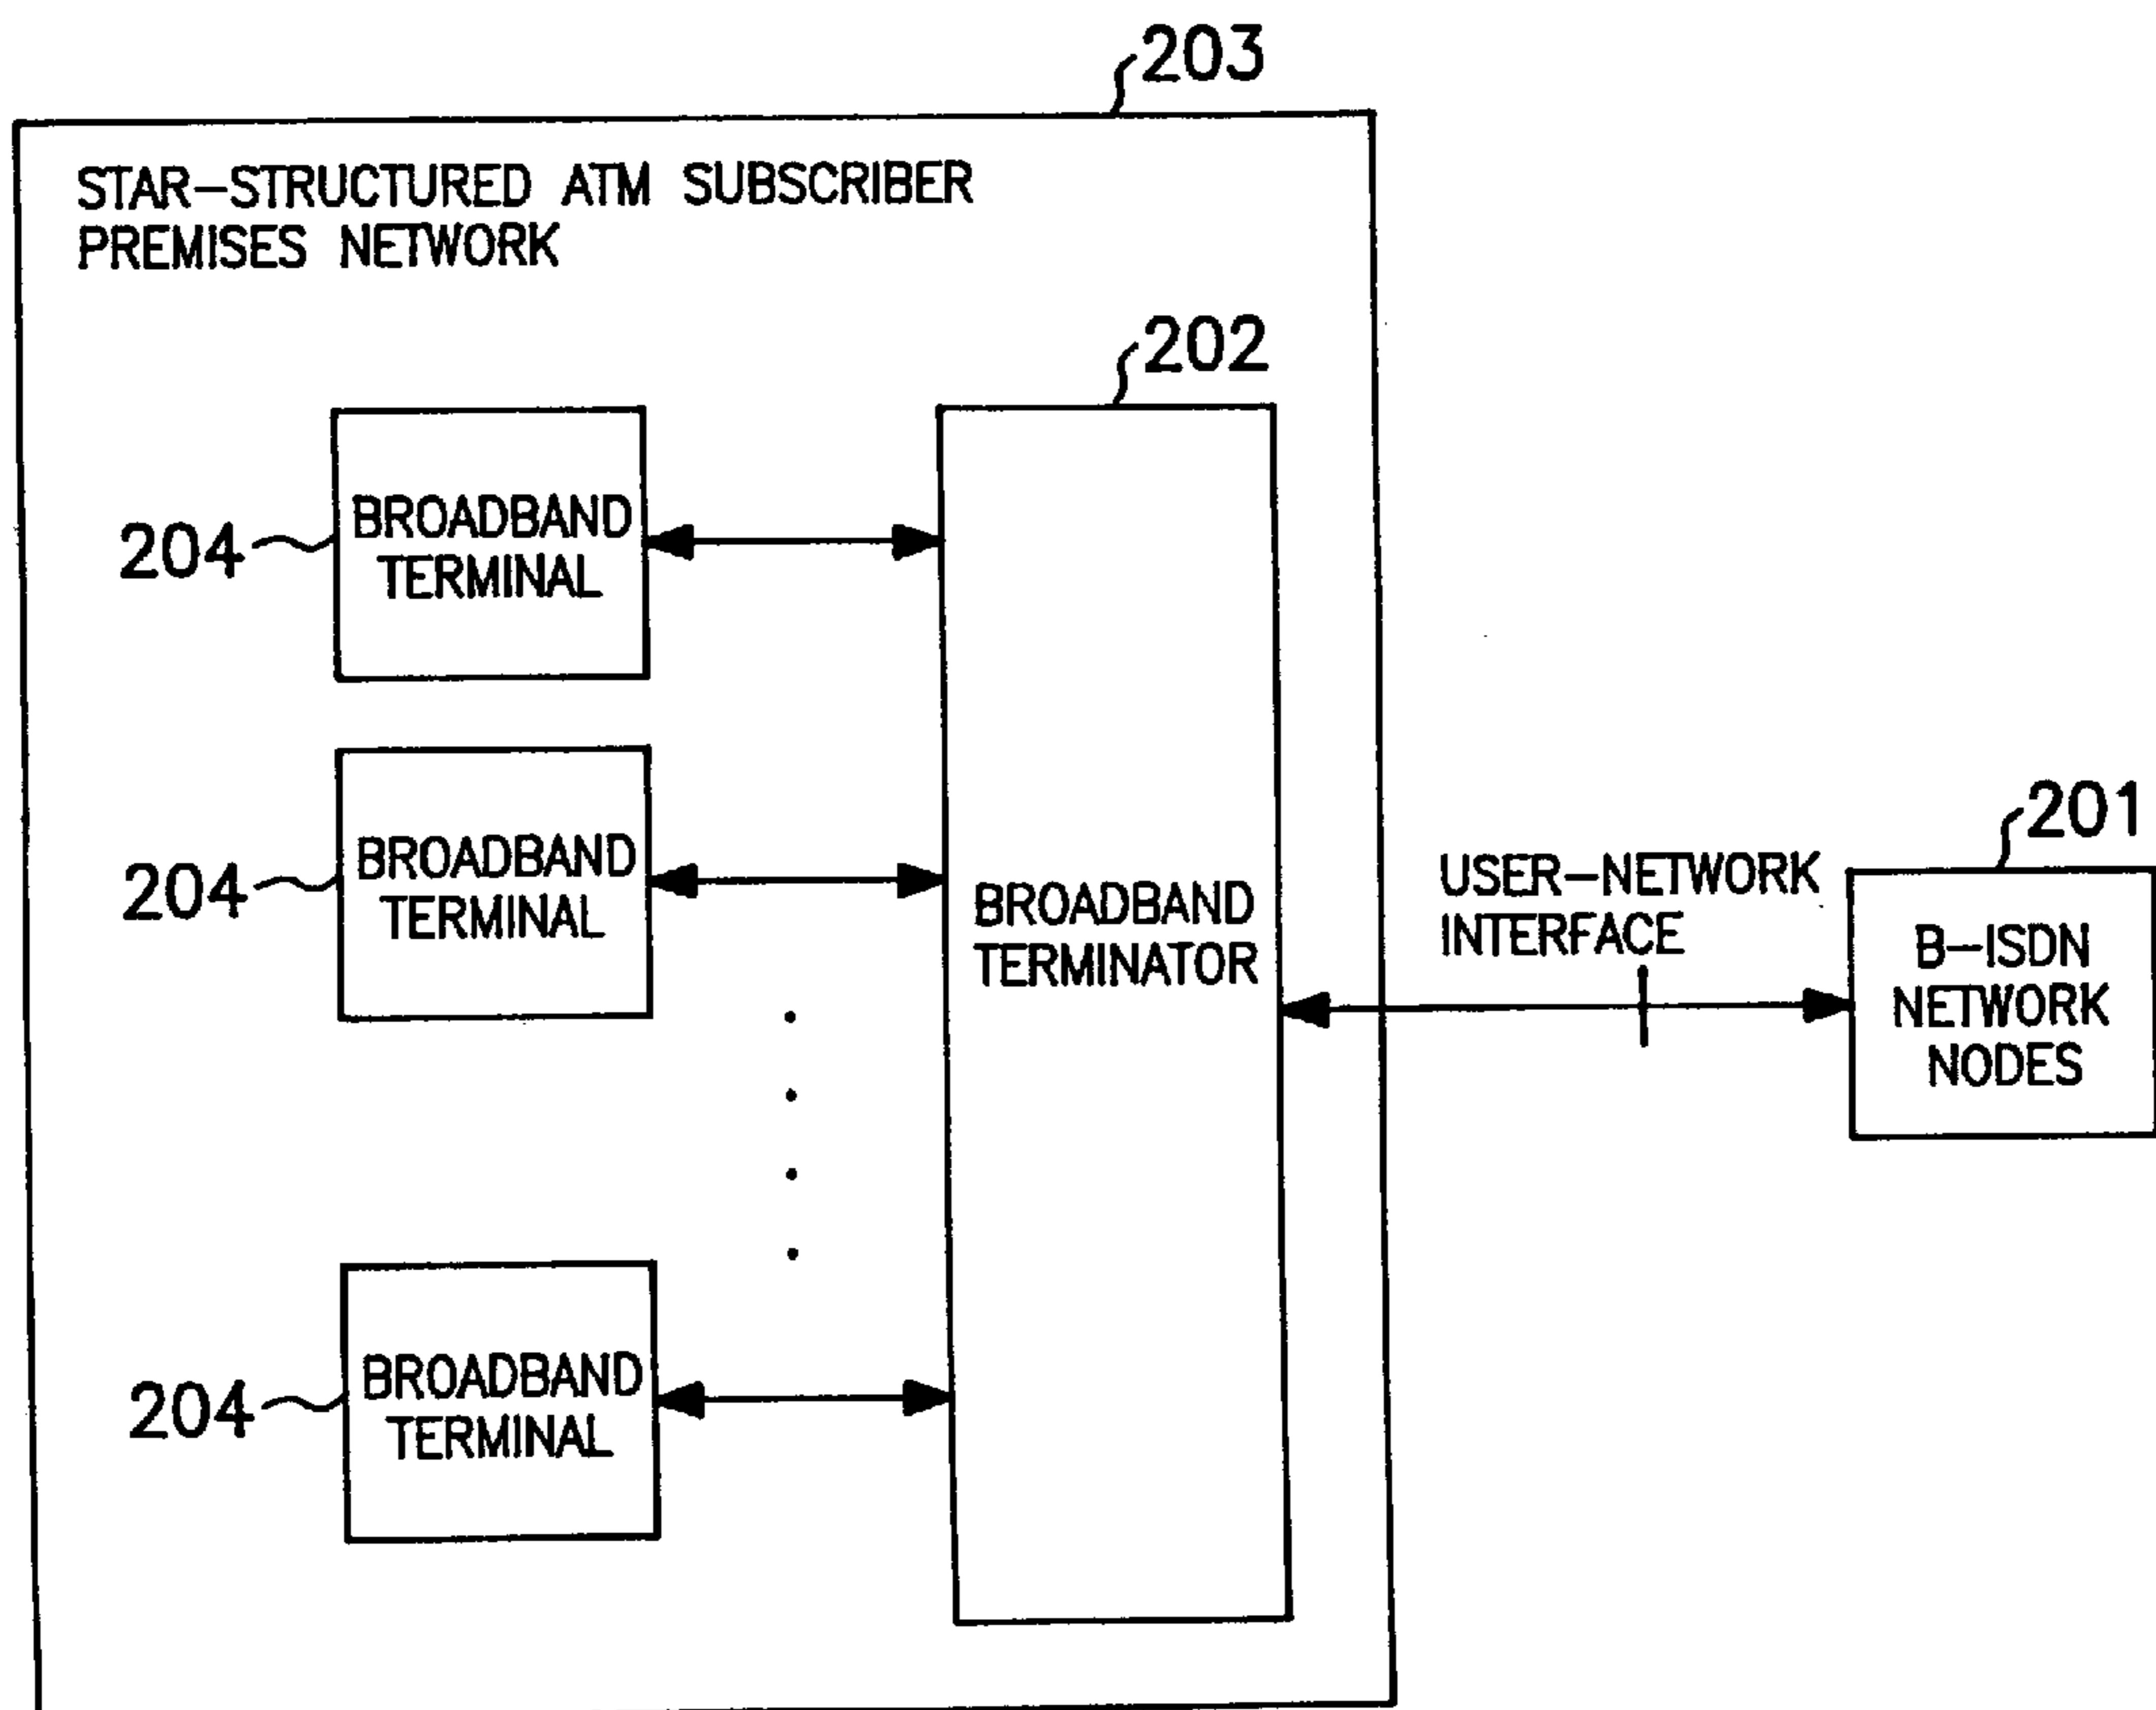 203
STAR-STRUCTURED ATM SUBSCRIBER
PREMISES NETWORK
202
204
BROADBAND
TERMINAL
204
BROADBAND
TERMINAL
BROADBAND
TERMINATOR
USER-NETWORK
INTERFACE
201
B-ISDN
NETWORK
NODES
204
BROADBAND
TERMINAL